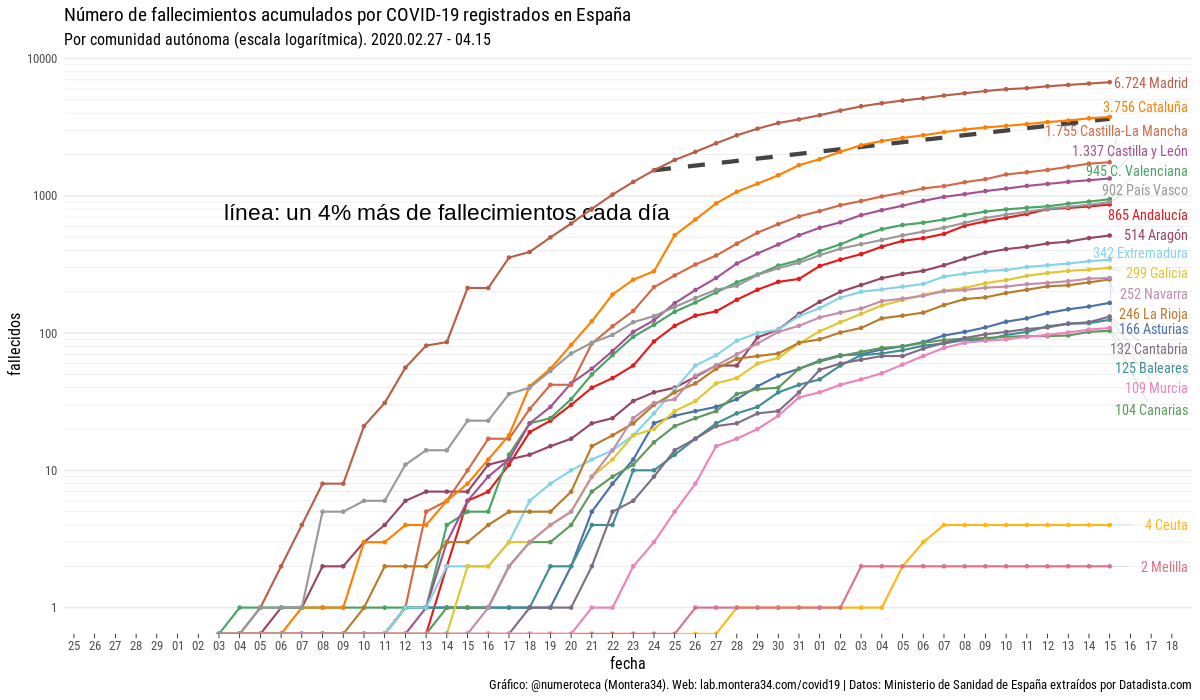 Número de fallecimientos acumulados por COVID-19 registrados en España
Por comunidad autónoma (escala logarítmica). 2020.02.27 - 04.15
10000
1000
100
10
1
fallecidos
línea: un 4% más de fallecimientos cada día
6.724 Madrid
3.756 Cataluña
1.755 Castilla-La Mancha
1.337 Castilla y León
945 C. Valenciana
902 País Vasco
865 Andalucía
514 Aragón
342 Extremadura
299 Galicia
252 Navarra
246 La Rioja
166 Asturias
132 Cantabria
125 Baleares
109 Murcia
104 Canarias
4 Ceuta
2 Melilla
25 26 27 28 29 01 02 03 04 05 06 07 08 09 10 11 12 13 14 15 16 17 18 19 20 21 22 23 24 25 26 27 28 29 30 31 01 02 03 04 05 06 07 08 09 10 11 12 13 14 15 16 17 18
fecha
Gráfico: @numeroteca (Montera34). Web: lab.montera34.com/covid19 | Datos: Ministerio de Sanidad de España extraídos por Datadista.com